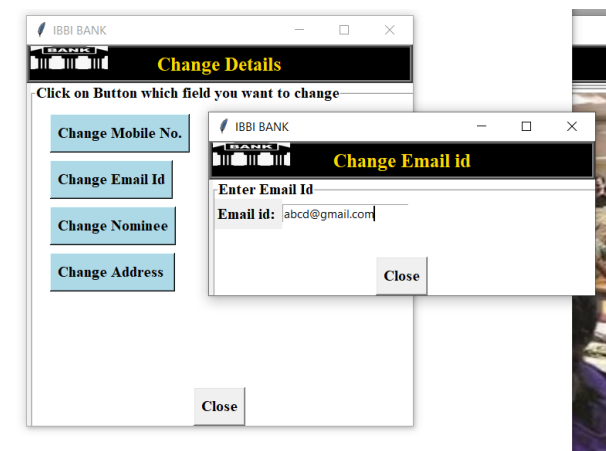 IBBI BANK
BANK
Change Details
Click on Button which field you want to change
Change Mobile No.
Change Email Id
Change Nominee
Change Address
Close
IBBI BANK
BANK
Change Email id
Enter Email Id
Email id: abcd@gmail.com
Close